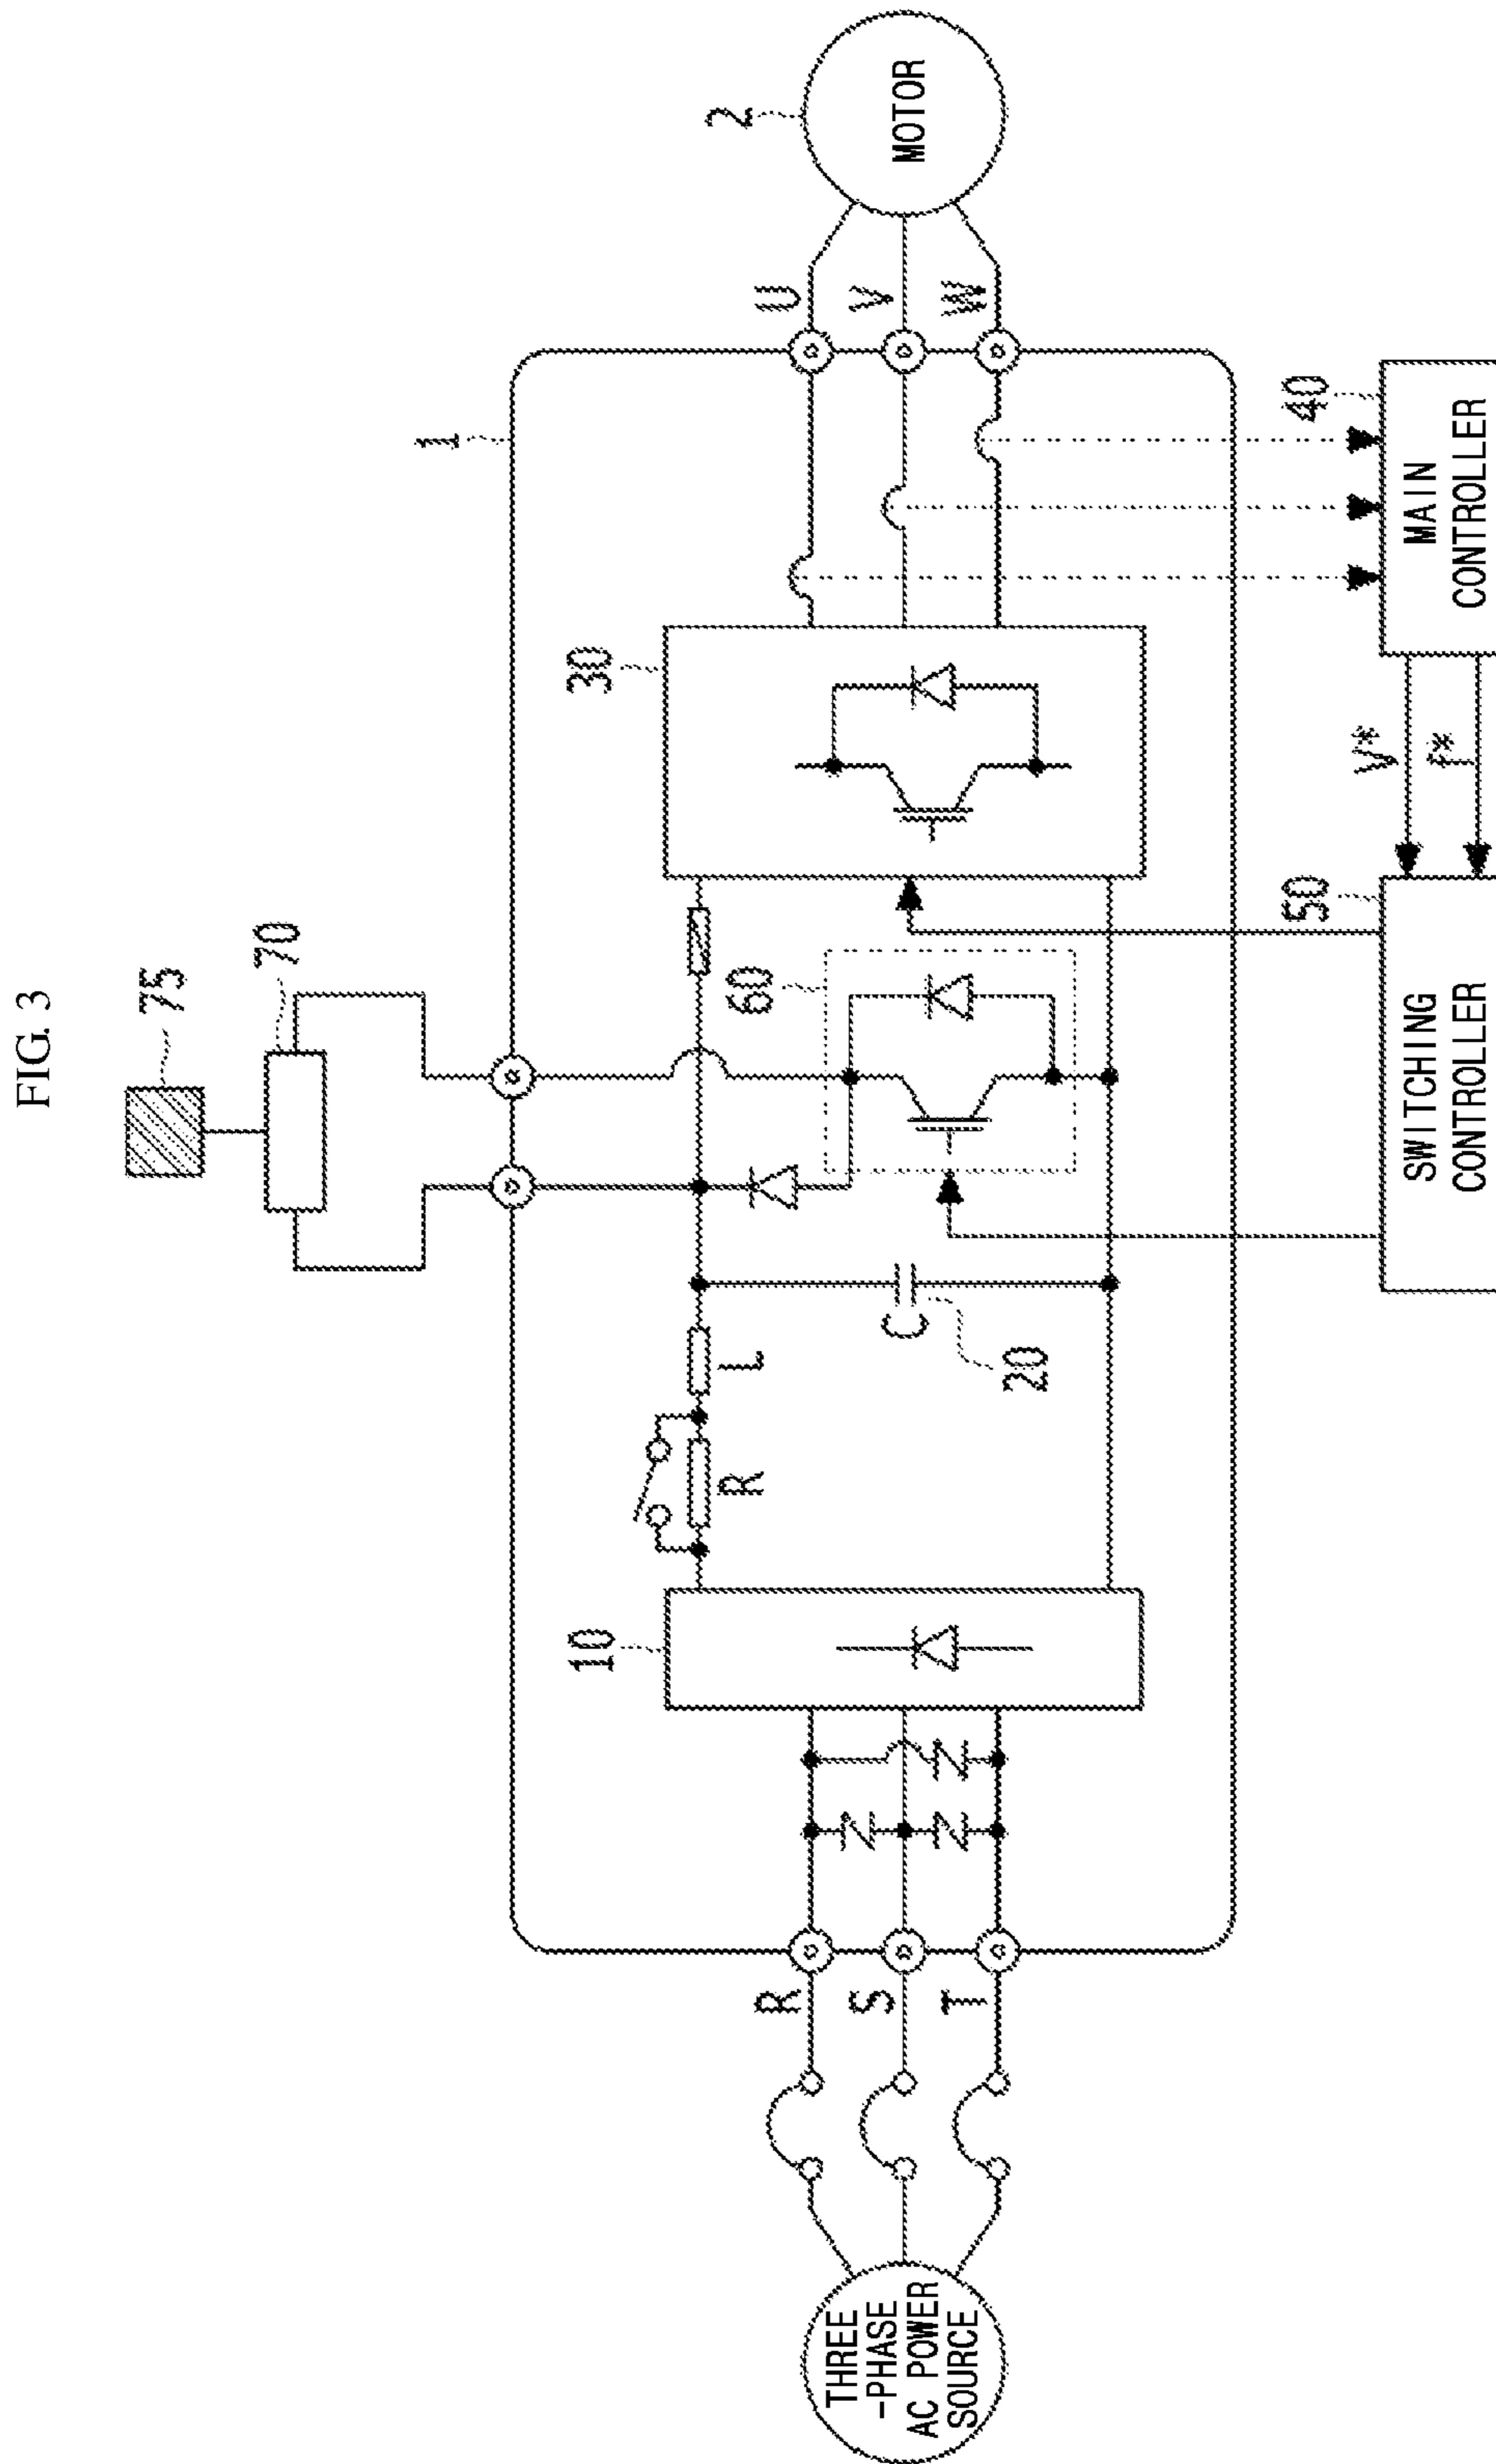 FIG. 3
75
70
1
2
MOTOR
U
V
W
R
S
T
THREE
-PHASE
AC POWER
SOURCE
10
R
L
C
20
60
30
40
MAIN
CONTROLLER
V*
f*
50
SWITCHING
CONTROLLER